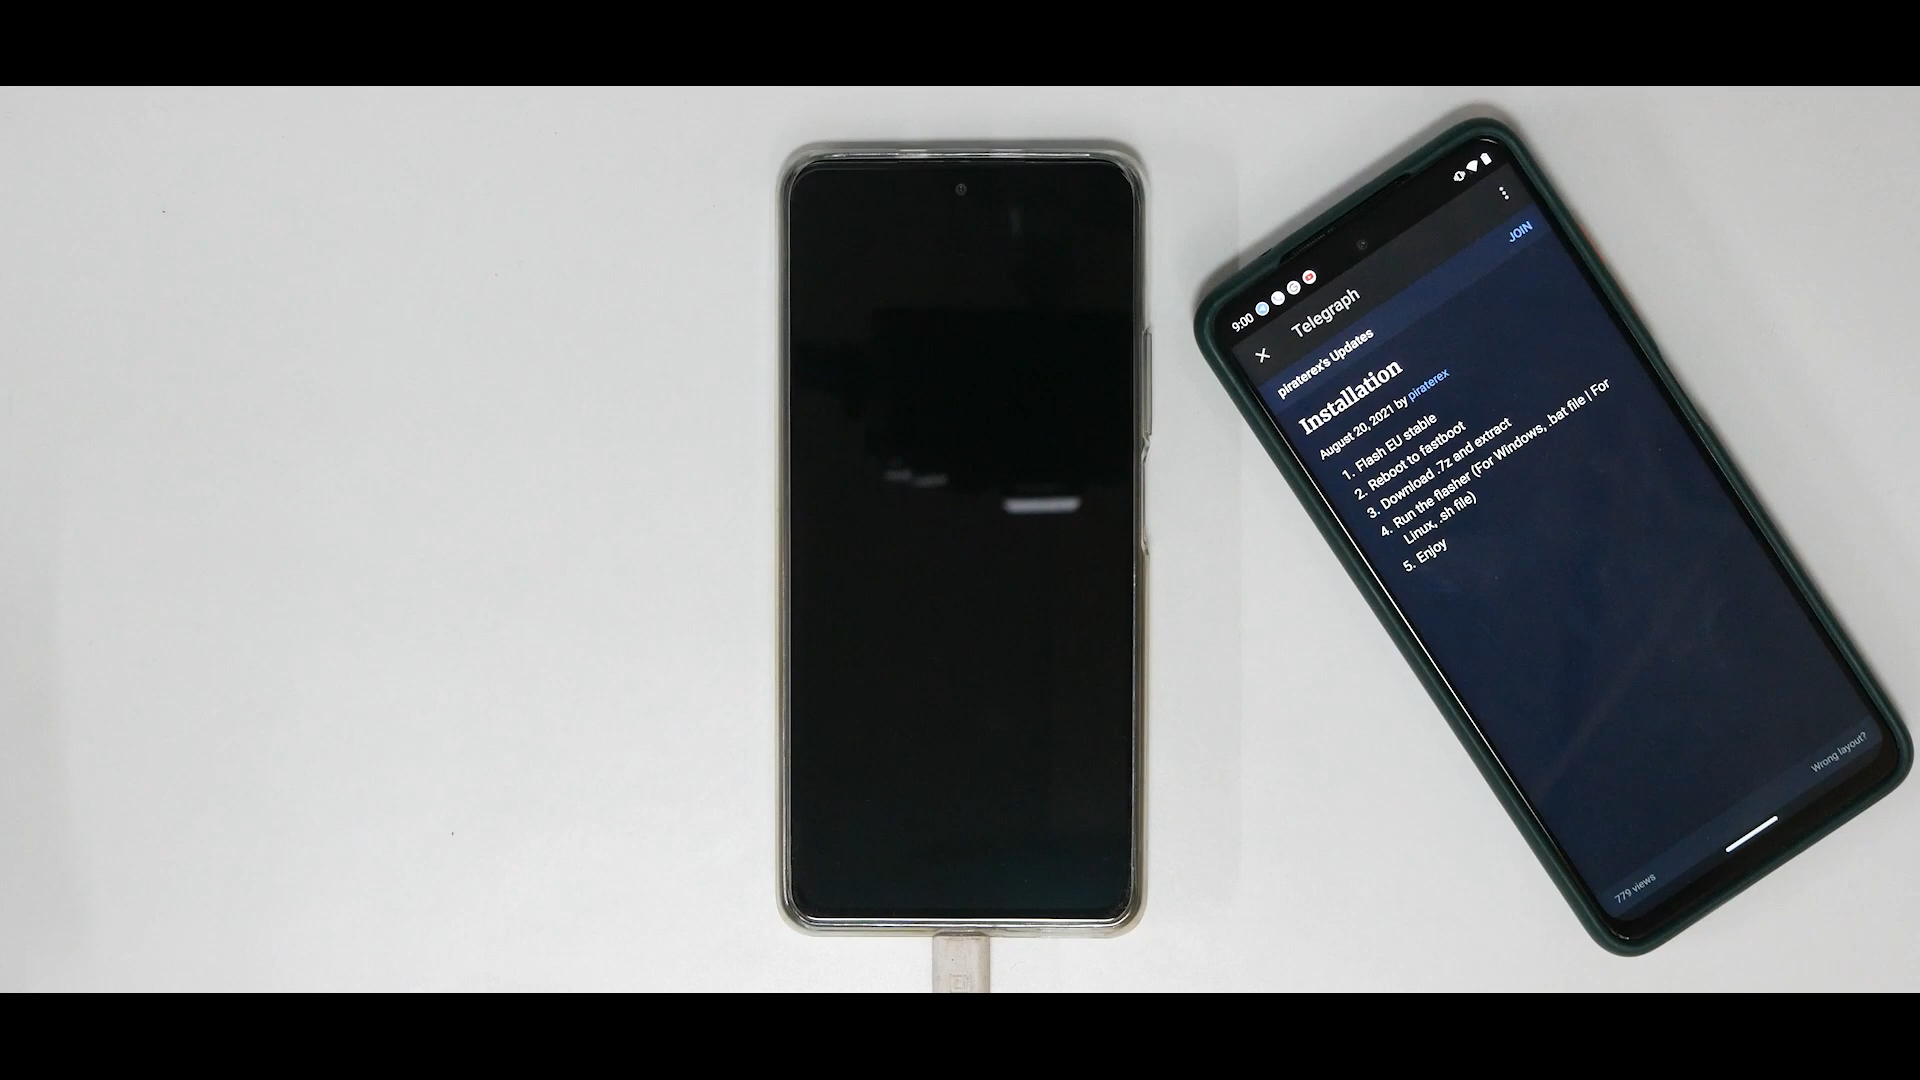 9:00
Telegraph
JOIN
piraterex's Updates
Installation
August 20, 2021 by piraterex
1. Flash EU stable
2. Reboot to fastboot
3. Download .7z and extract
4. Run the flasher (For Windows, .bat file | For
Linux, .sh file)
5. Enjoy
779 views
Wrong layout?